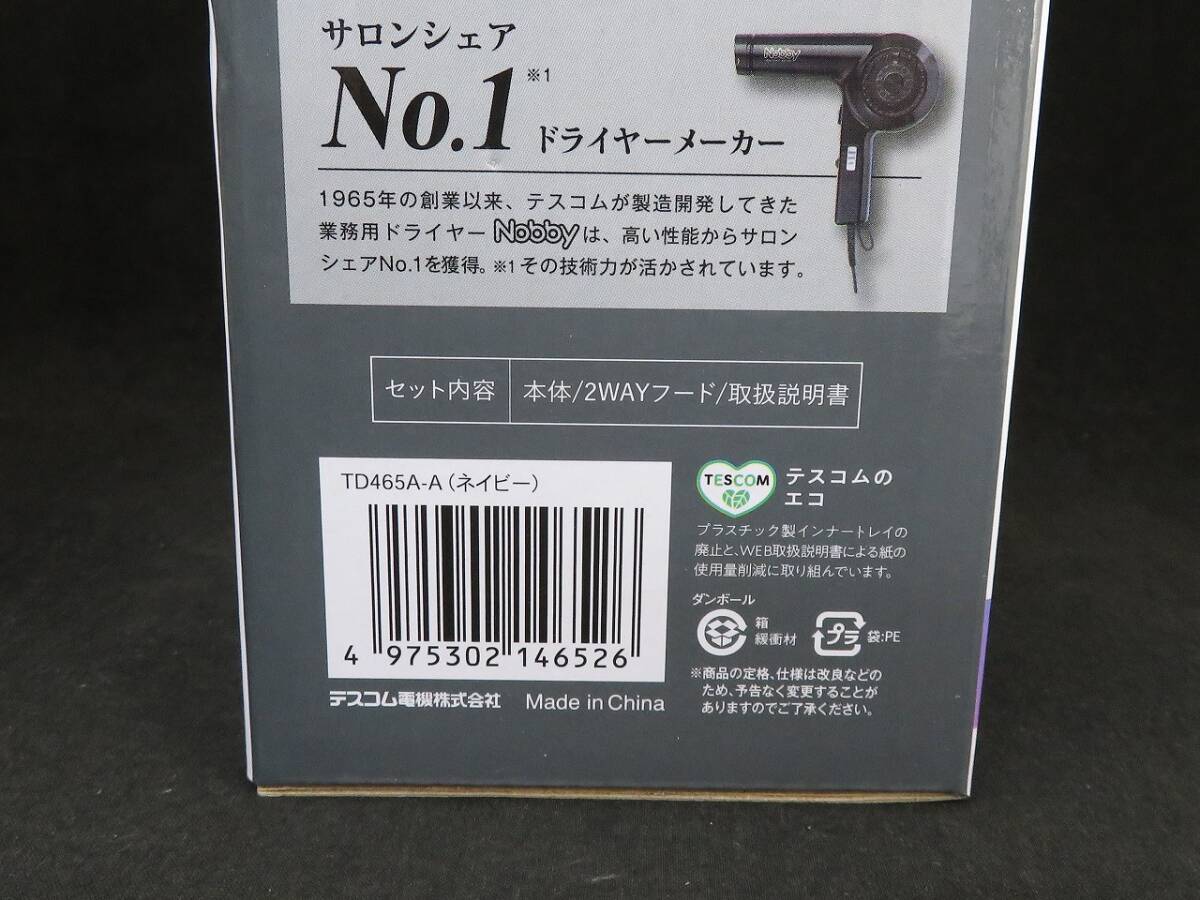 サロンシェア
No.1※1
ドライヤーメーカー
Nobby
1965年の創業以来、テスコムが製造開発してきた
業務用ドライヤー Nobby は、高い性能からサロン
シェアNo.1を獲得。※1 その技術力が活かされています。
セット内容 本体/2WAYフード/取扱説明書
TD465A-A(ネイビー)
4 975302 146526
テスコム電機株式会社 Made in China
TESCOM
テスコムの
エコ
プラスチック製インナートレイの
廃止と、WEB取扱説明書による紙の
使用量削減に取り組んでいます。
ダンボール
箱
緩衝材
プラ 袋:PE
※商品の定格、仕様は改良などの
ため、予告なく変更することが
ありますのでご了承ください。